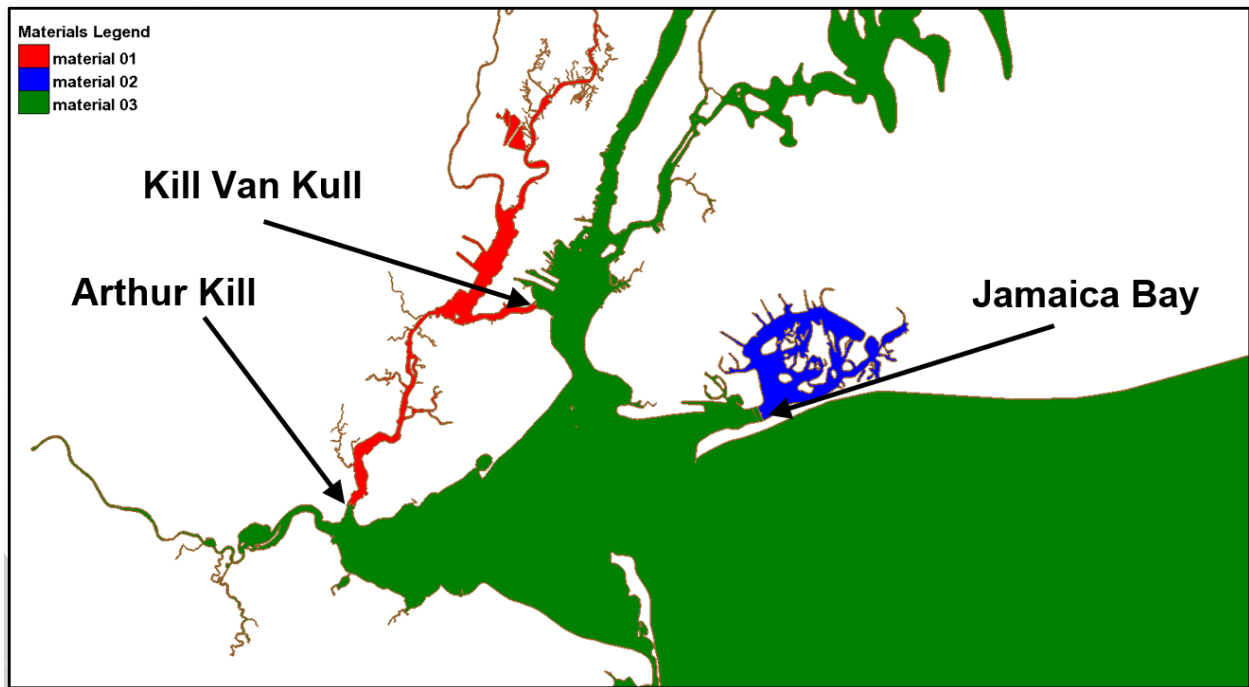 Materials Legend
material 01
material 02
material 03
Kill Van Kull
Arthur Kill
Jamaica Bay